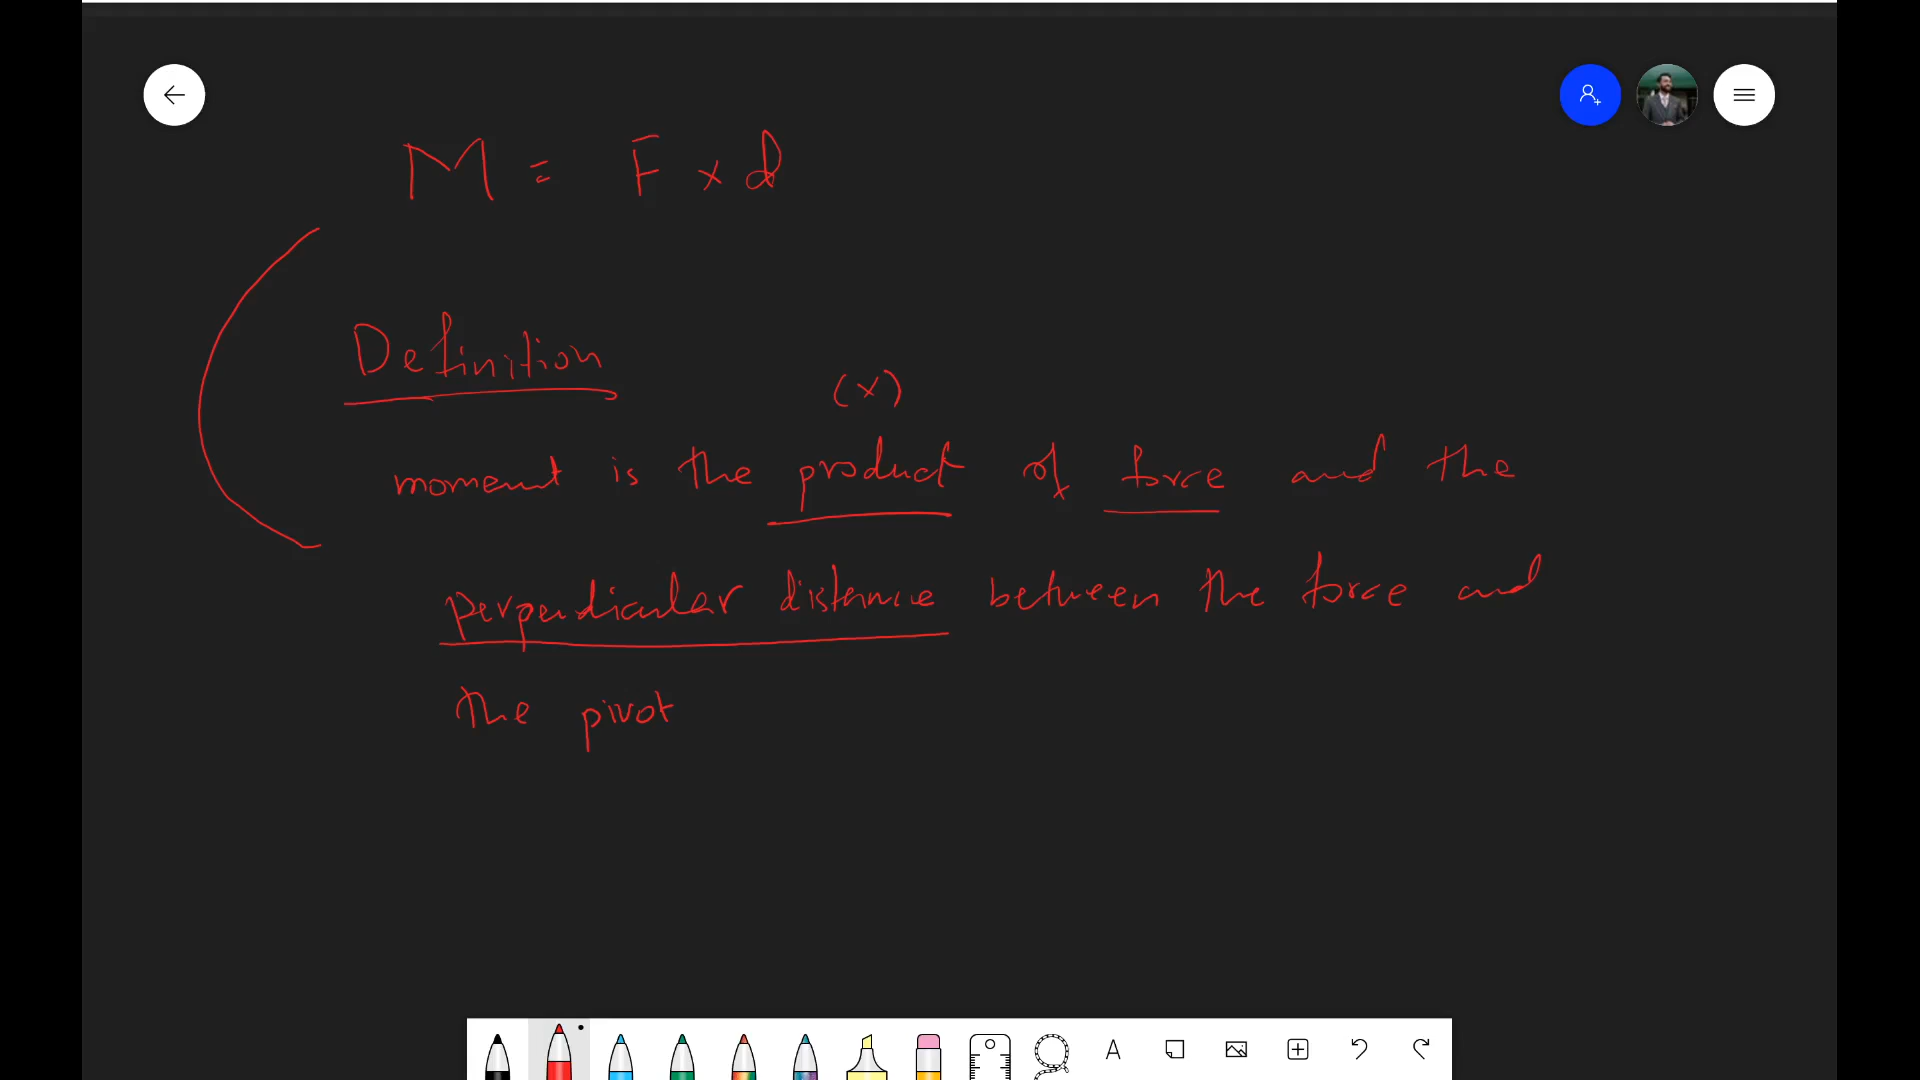 M = F x d
Definition
(x)
moment is the product of force and the
perpendicular distance between the force and
the pivot
A